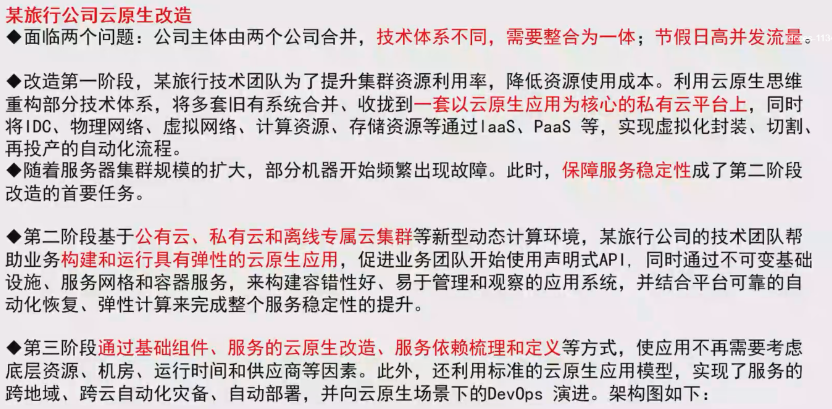 某旅行公司云原生改造
◆面临两个问题：公司主体由两个公司合并，技术体系不同，需要整合为一体；节假日高并发流量。
◆改造第一阶段，某旅行技术团队为了提升集群资源利用率，降低资源使用成本。利用云原生思维
重构部分技术体系，将多套旧有系统合并、收拢到一套以云原生应用为核心的私有云平台上，同时
将IDC、物理网络、虚拟网络、计算资源、存储资源等通过IaaS、PaaS 等，实现虚拟化封装、切割、
再投产的自动化流程。
◆随着服务器集群规模的扩大，部分机器开始频繁出现故障。此时，保障服务稳定性成了第二阶段
改造的首要任务。
◆第二阶段基于公有云、私有云和离线专属云集群等新型动态计算环境，某旅行公司的技术团队帮
助业务构建和运行具有弹性的云原生应用，促进业务团队开始使用声明式API，同时通过不可变基础
设施、服务网格和容器服务，来构建容错性好、易于管理和观察的应用系统，并结合平台可靠的自
动化恢复、弹性计算来完成整个服务稳定性的提升。
◆第三阶段通过基础组件、服务的云原生改造、服务依赖梳理和定义等方式，使应用不再需要考虑
底层资源、机房、运行时间和供应商等因素。此外，还利用标准的云原生应用模型，实现了服务的
跨地域、跨云自动化灾备、自动部署，并向云原生场景下的DevOps 演进。架构图如下：